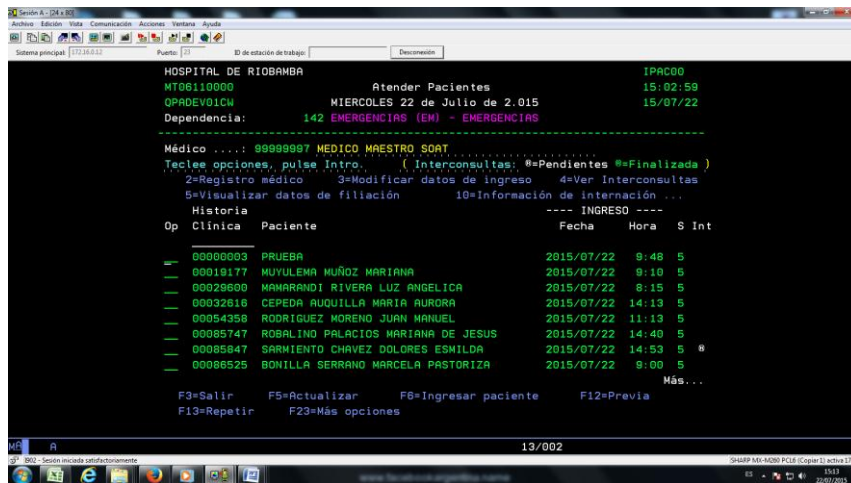 Sesión A - [24 x 80]
Archivo Edición Vista Comunicación Acciones Ventana Ayuda
Sistema principal: 172.16.0.12 Puerto: 23 ID de estación de trabajo: Desconexión
HOSPITAL DE RIOBAMBA IPAC00
MT06110000 Atender Pacientes 15:02:59
QPADEV01CW MIERCOLES 22 de Julio de 2.015 15/07/22
Dependencia: 142 EMERGENCIAS (EM) - EMERGENCIAS
Médico ....: 99999997 MEDICO MAESTRO SOAT
Teclee opciones, pulse Intro. ( Interconsultas: ®=Pendientes ®=Finalizada )
2=Registro médico 3=Modificar datos de ingreso 4=Ver Interconsultas
5=Visualizar datos de filiación 10=Información de internación ...
Historia ---- INGRESO ----
Op Clínica Paciente Fecha Hora S Int
00000003 PRUEBA 2015/07/22 9:48 5
00019177 MUYULEMA MUÑOZ MARIANA 2015/07/22 9:10 5
00029600 MAMARANDI RIVERA LUZ ANGELICA 2015/07/22 8:15 5
00032616 CEPEDA AUQUILLA MARIA AURORA 2015/07/22 14:13 5
00054358 RODRIGUEZ MORENO JUAN MANUEL 2015/07/22 11:13 5
00085747 ROBALINO PALACIOS MARIANA DE JESUS 2015/07/22 14:40 5
00085847 SARMIENTO CHAVEZ DOLORES ESMILDA 2015/07/22 14:53 5 ®
00086525 BONILLA SERRANO MARCELA PASTORIZA 2015/07/22 9:00 5
Más...
F3=Salir F5=Actualizar F6=Ingresar paciente F12=Previa
F13=Repetir F23=Más opciones
MA A 13/002
I902 - Sesión iniciada satisfactoriamente SHARP MX-M260 PCL6 (Copiar1) activa 17
ES 15:13
22/07/2015